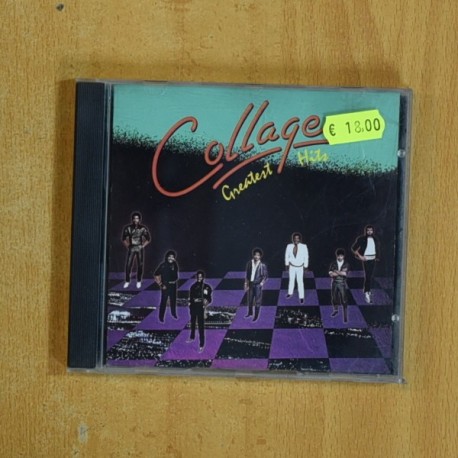 Collage
€ 18.00
Greatest Hits